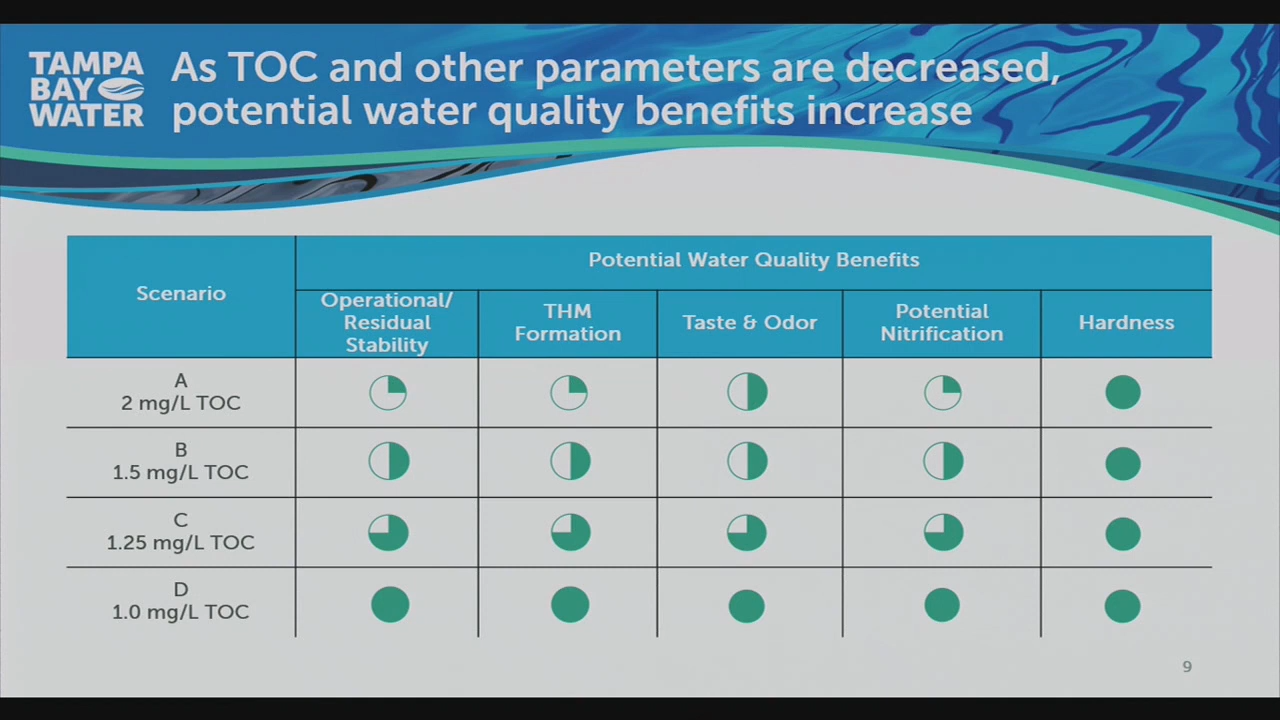 TAMPA
BAY
WATER
As TOC and other parameters are decreased,
potential water quality benefits increase
Scenario
Potential Water Quality Benefits
Operational/
Residual
Stability
THM
Formation
Taste & Odor
Potential
Nitrification
Hardness
A
2 mg/L TOC
B
1.5 mg/L TOC
C
1.25 mg/L TOC
D
1.0 mg/L TOC
9